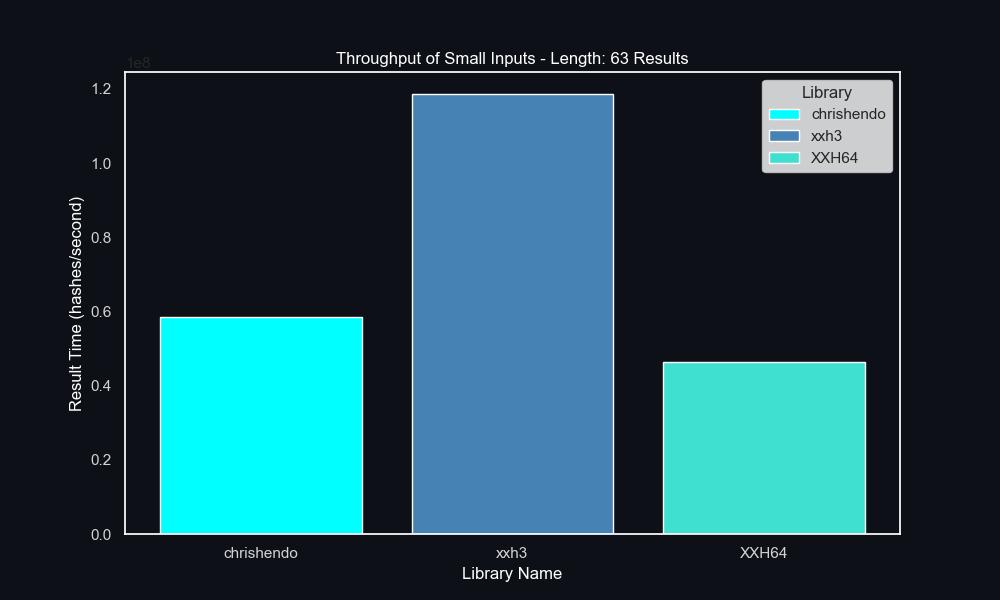 Throughput of Small Inputs - Length: 63 Results
1e8
1.2
1.0
0.8
0.6
0.4
0.2
0.0
Result Time (hashes/second)
Library
chrishendo
xxh3
XXH64
chrishendo
xxh3
XXH64
Library Name